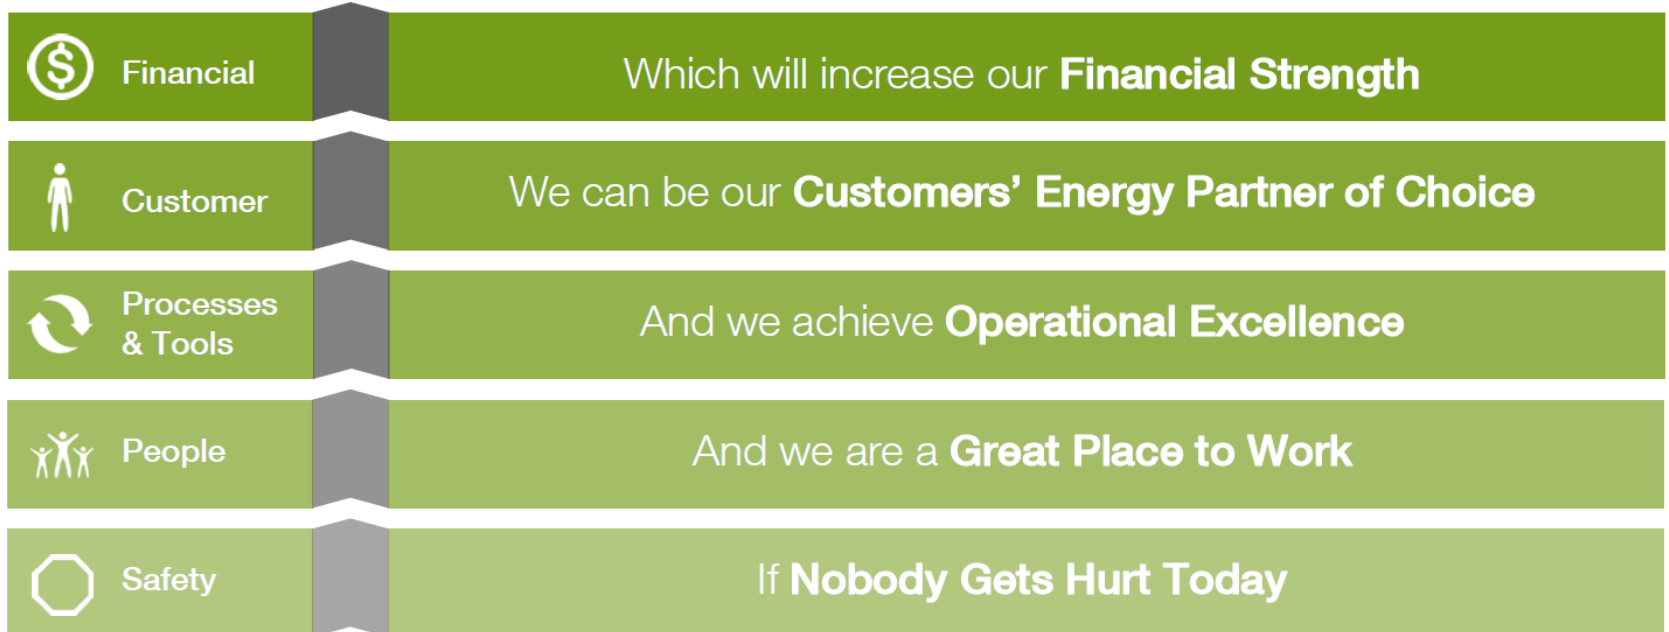 Financial
Which will increase our Financial Strength
Customer
We can be our Customers’ Energy Partner of Choice
Processes
& Tools
And we achieve Operational Excellence
People
And we are a Great Place to Work
Safety
If Nobody Gets Hurt Today